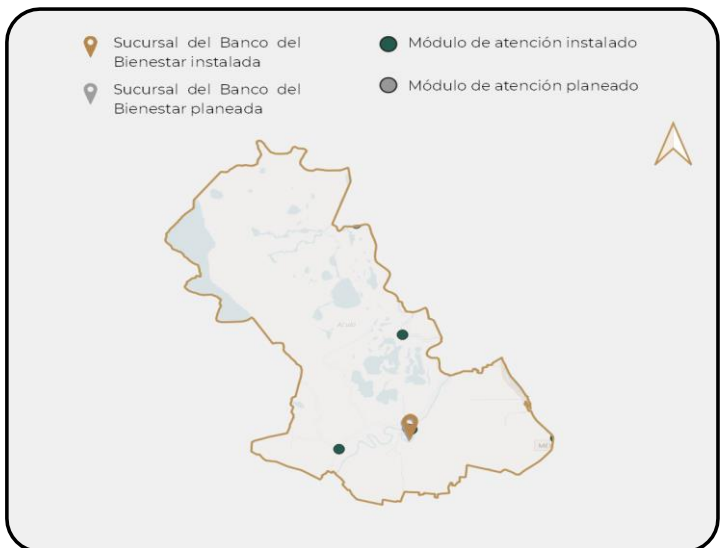 Sucursal del Banco del
Bienestar instalada
Sucursal del Banco del
Bienestar planeada
Módulo de atención instalado
Módulo de atención planeado